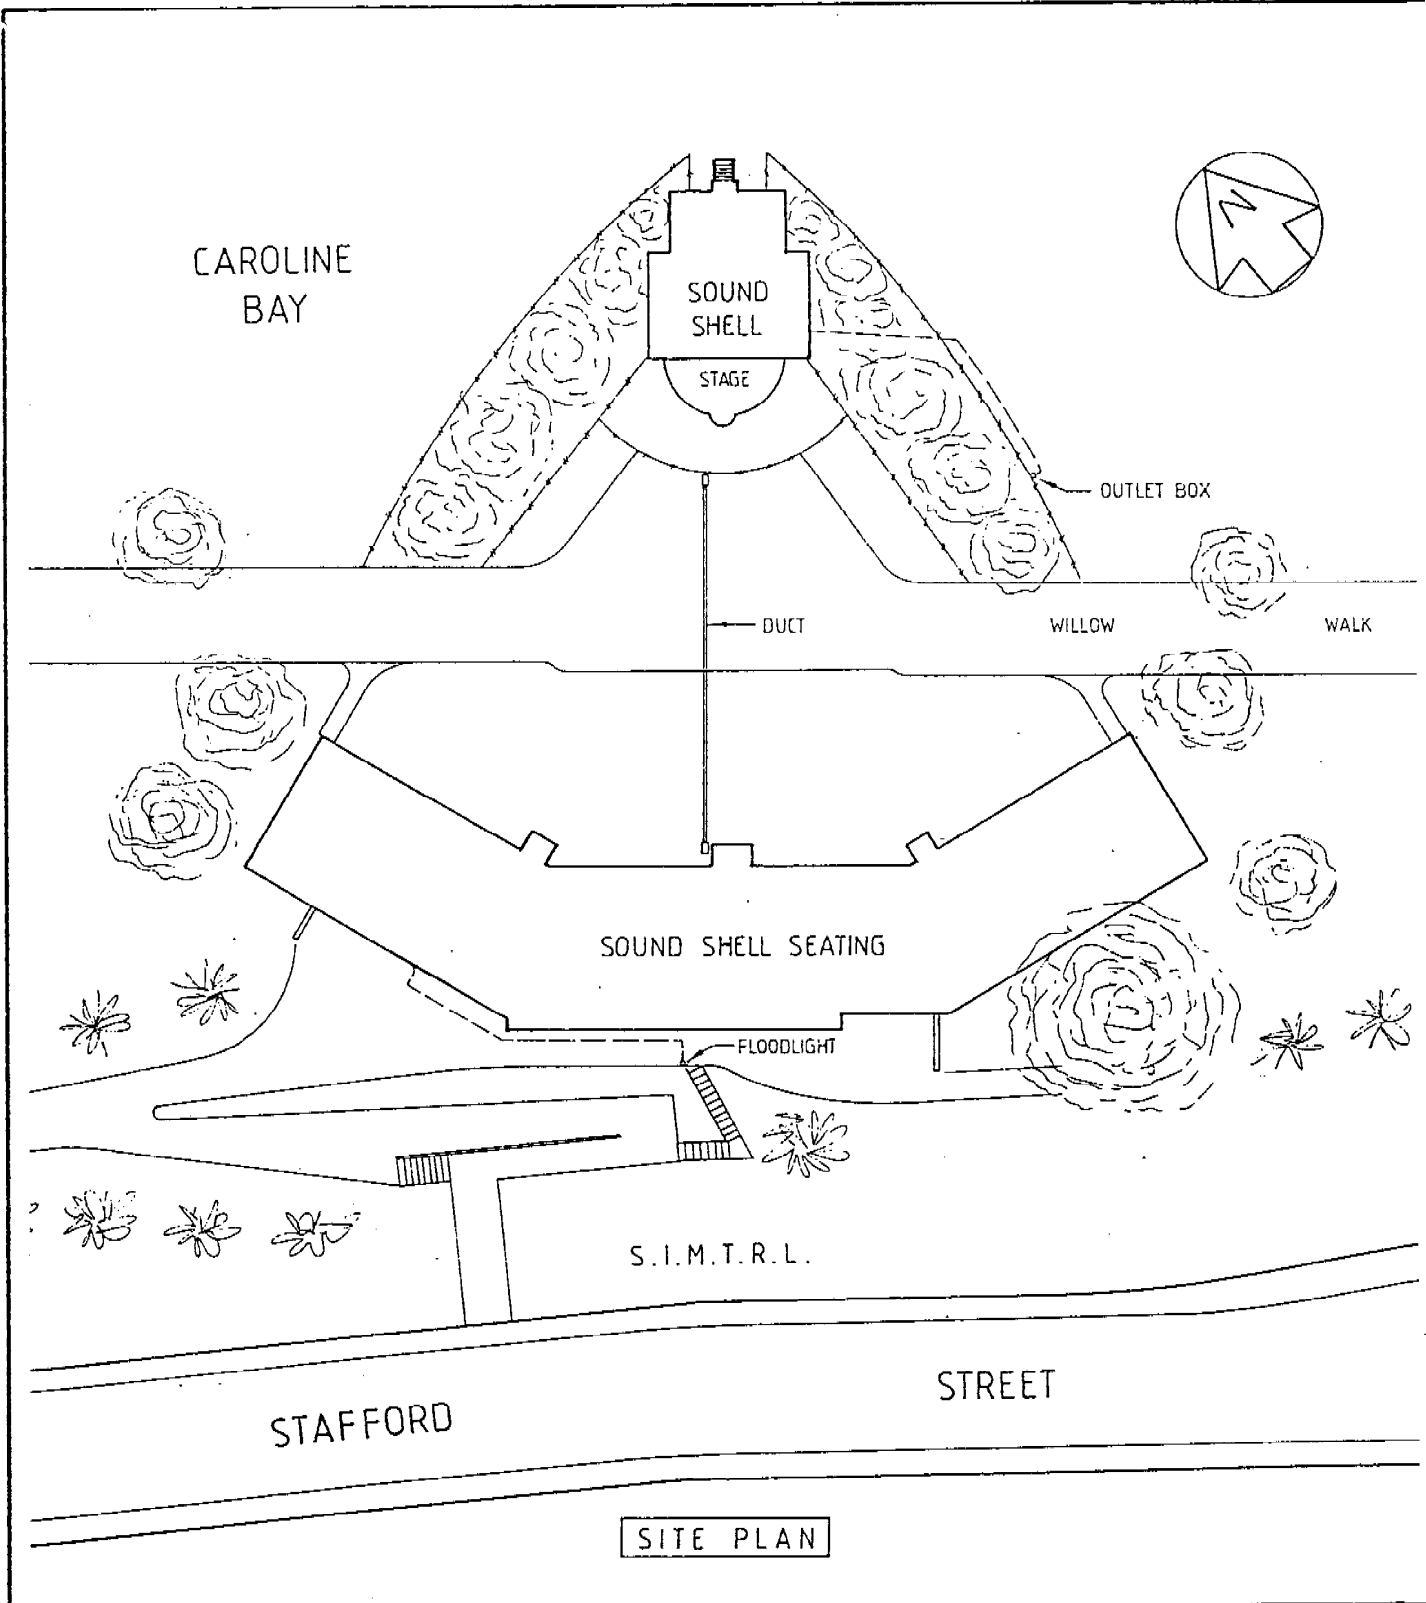 CAROLINE
BAY
N
SOUND
SHELL
STAGE
OUTLET BOX
DUCT
WILLOW WALK
SOUND SHELL SEATING
FLOODLIGHT
S.I.M.T.R.L.
STAFFORD STREET
SITE PLAN